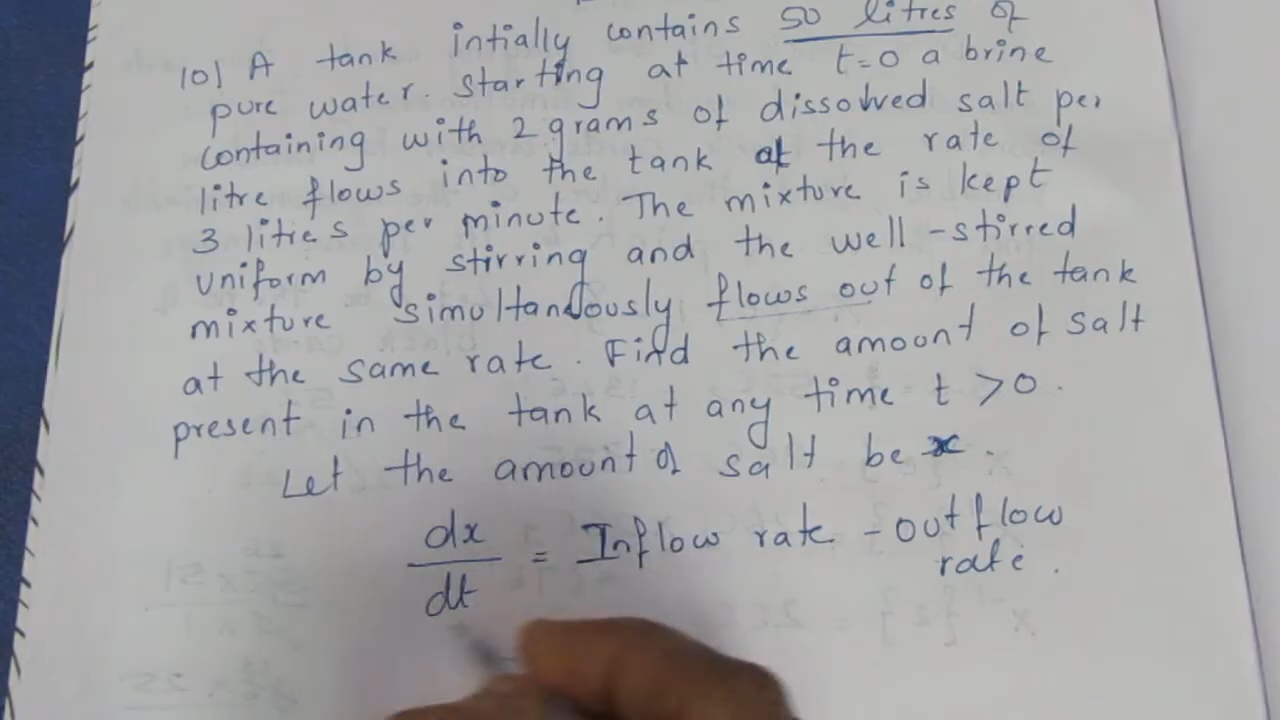 10) A tank intially contains 50 litres of
pure water. Starting at time t=0 a brine
containing with 2 grams of dissolved salt per
litre flows into the tank at the rate of
3 litres per minute. The mixture is kept
uniform by stirring and the well-stirred
mixture simultandously flows out of the tank
at the same rate. Find the amount of salt
present in the tank at any time t > 0.
Let the amount of salt be x.
dx/dt = Inflow rate - outflow
rate.